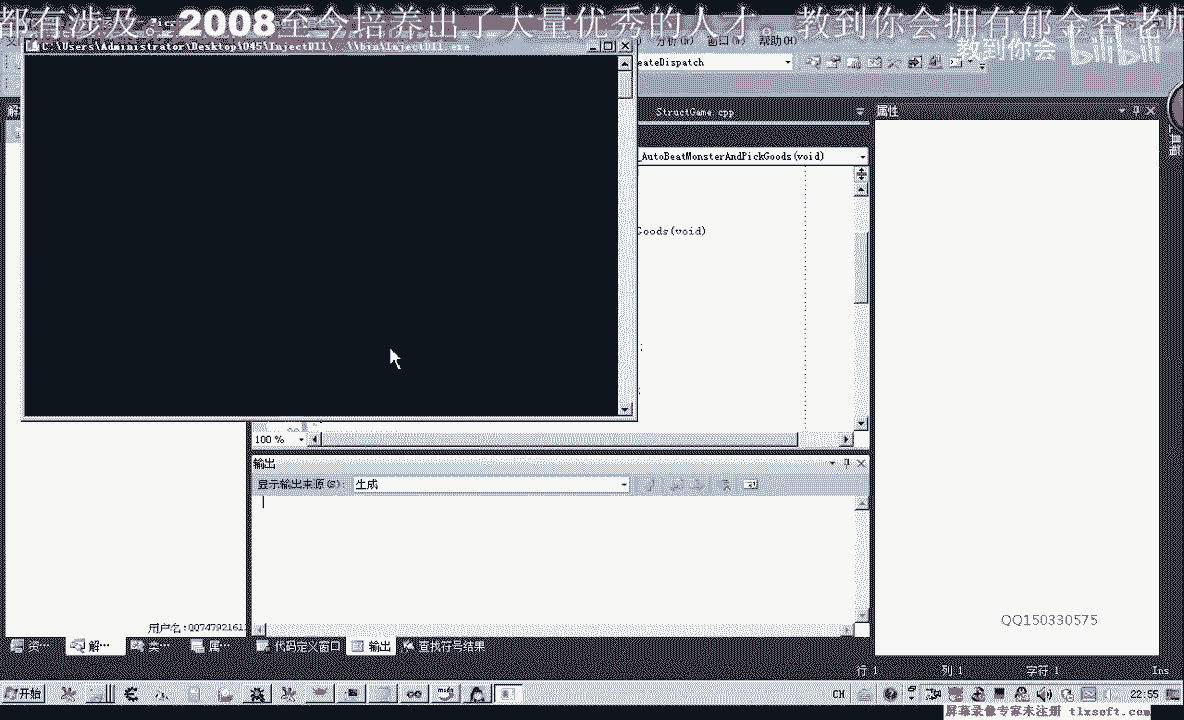 都有涉及。2008至今培养出了大量优秀的人才。 教到你会拥有郁金香老师
C:\Users\Administrator\Desktop\045\InjectDll\..\bin\InjectDll.exe
窗口(W) 帮助(H)
教到你会 bilibili
eateDispatch
StructGame.cpp
属性
_AutoBeatMonsterAndPickGoods(void)
Goods(void)
100 %
输出
显示输出来源(S): 生成
QQ150330575
用户名:QQ7479216
资… 解… 类… 属… 代码定义窗口 输出 查找符号结果
行 1 列 1 字符 1 Ins
开始 CH 22:55
屏幕录像专家未注册 tlxsoft.com